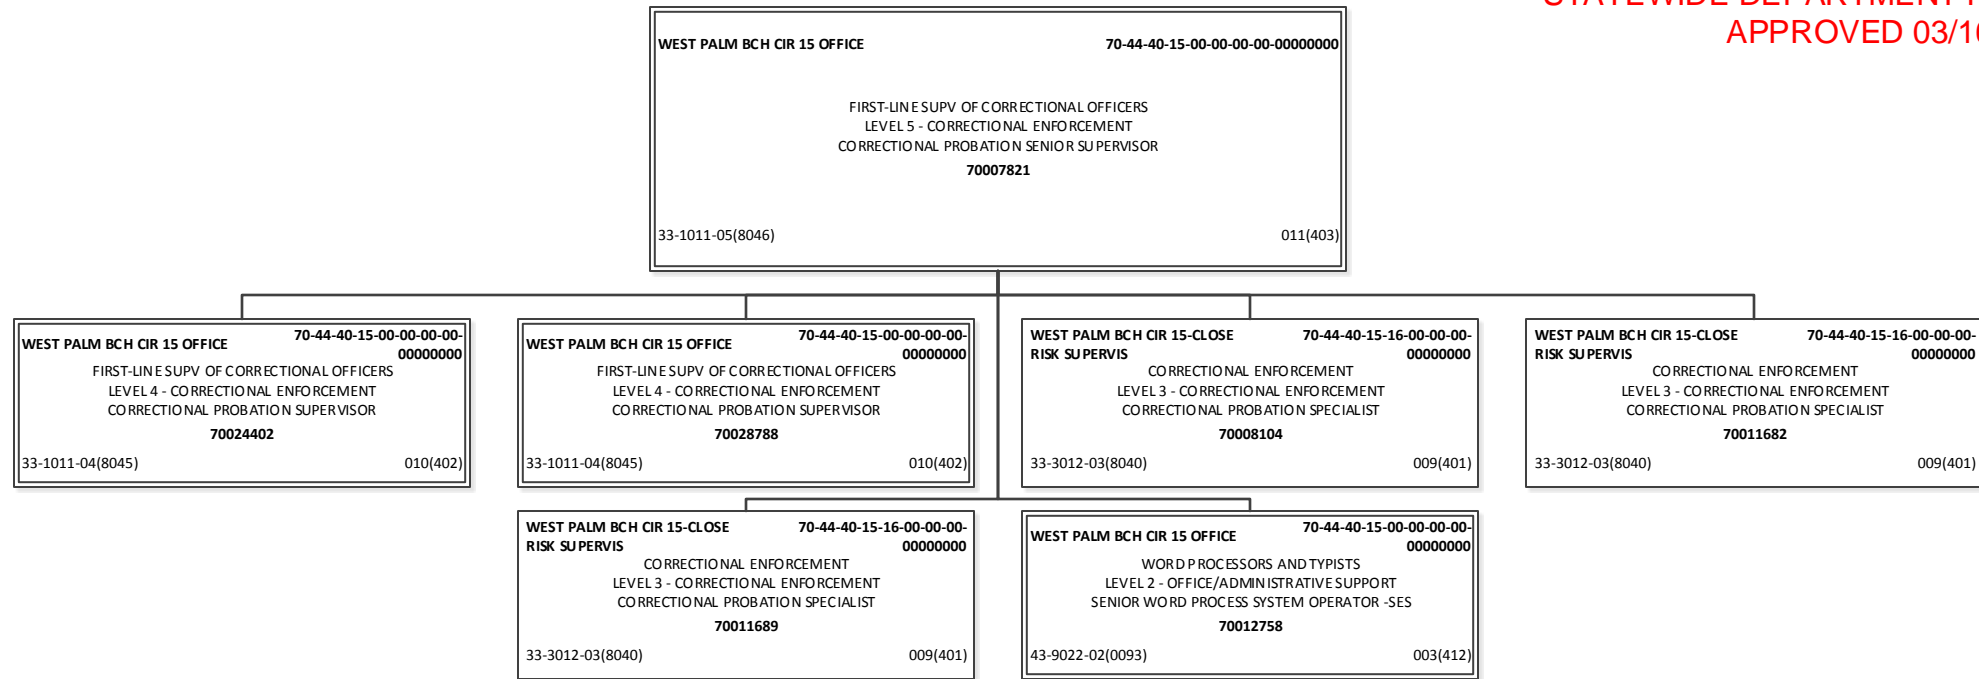 STATEWIDE DEPARTMENT
APPROVED 03/
WEST PALM BCH CIR 15 OFFICE 70-44-40-15-00-00-00-00-00000000
FIRST-LINE SUPV OF CORRECTIONAL OFFICERS
LEVEL 5 - CORRECTIONAL ENFORCEMENT
CORRECTIONAL PROBATION SENIOR SUPERVISOR
70007821
33-1011-05(8046) 011(403)
WEST PALM BCH CIR 15 OFFICE 70-44-40-15-00-00-00-00-
00000000
FIRST-LINE SUPV OF CORRECTIONAL OFFICERS
LEVEL 4 - CORRECTIONAL ENFORCEMENT
CORRECTIONAL PROBATION SUPERVISOR
70024402
33-1011-04(8045) 010(402)
WEST PALM BCH CIR 15 OFFICE 70-44-40-15-00-00-00-00-
00000000
FIRST-LINE SUPV OF CORRECTIONAL OFFICERS
LEVEL 4 - CORRECTIONAL ENFORCEMENT
CORRECTIONAL PROBATION SUPERVISOR
70028788
33-1011-04(8045) 010(402)
WEST PALM BCH CIR 15-CLOSE 70-44-40-15-16-00-00-00-
RISK SUPERVIS 00000000
CORRECTIONAL ENFORCEMENT
LEVEL 3 - CORRECTIONAL ENFORCEMENT
CORRECTIONAL PROBATION SPECIALIST
70008104
33-3012-03(8040) 009(401)
WEST PALM BCH CIR 15-CLOSE 70-44-40-15-16-00-00-00-
RISK SUPERVIS 00000000
CORRECTIONAL ENFORCEMENT
LEVEL 3 - CORRECTIONAL ENFORCEMENT
CORRECTIONAL PROBATION SPECIALIST
70011682
33-3012-03(8040) 009(401)
WEST PALM BCH CIR 15-CLOSE 70-44-40-15-16-00-00-00-
RISK SUPERVIS 00000000
CORRECTIONAL ENFORCEMENT
LEVEL 3 - CORRECTIONAL ENFORCEMENT
CORRECTIONAL PROBATION SPECIALIST
70011689
33-3012-03(8040) 009(401)
WEST PALM BCH CIR 15 OFFICE 70-44-40-15-00-00-00-00-
00000000
WORD PROCESSORS AND TYPISTS
LEVEL 2 - OFFICE/ADMINISTRATIVE SUPPORT
SENIOR WORD PROCESS SYSTEM OPERATOR -SES
70012758
43-9022-02(0093) 003(412)